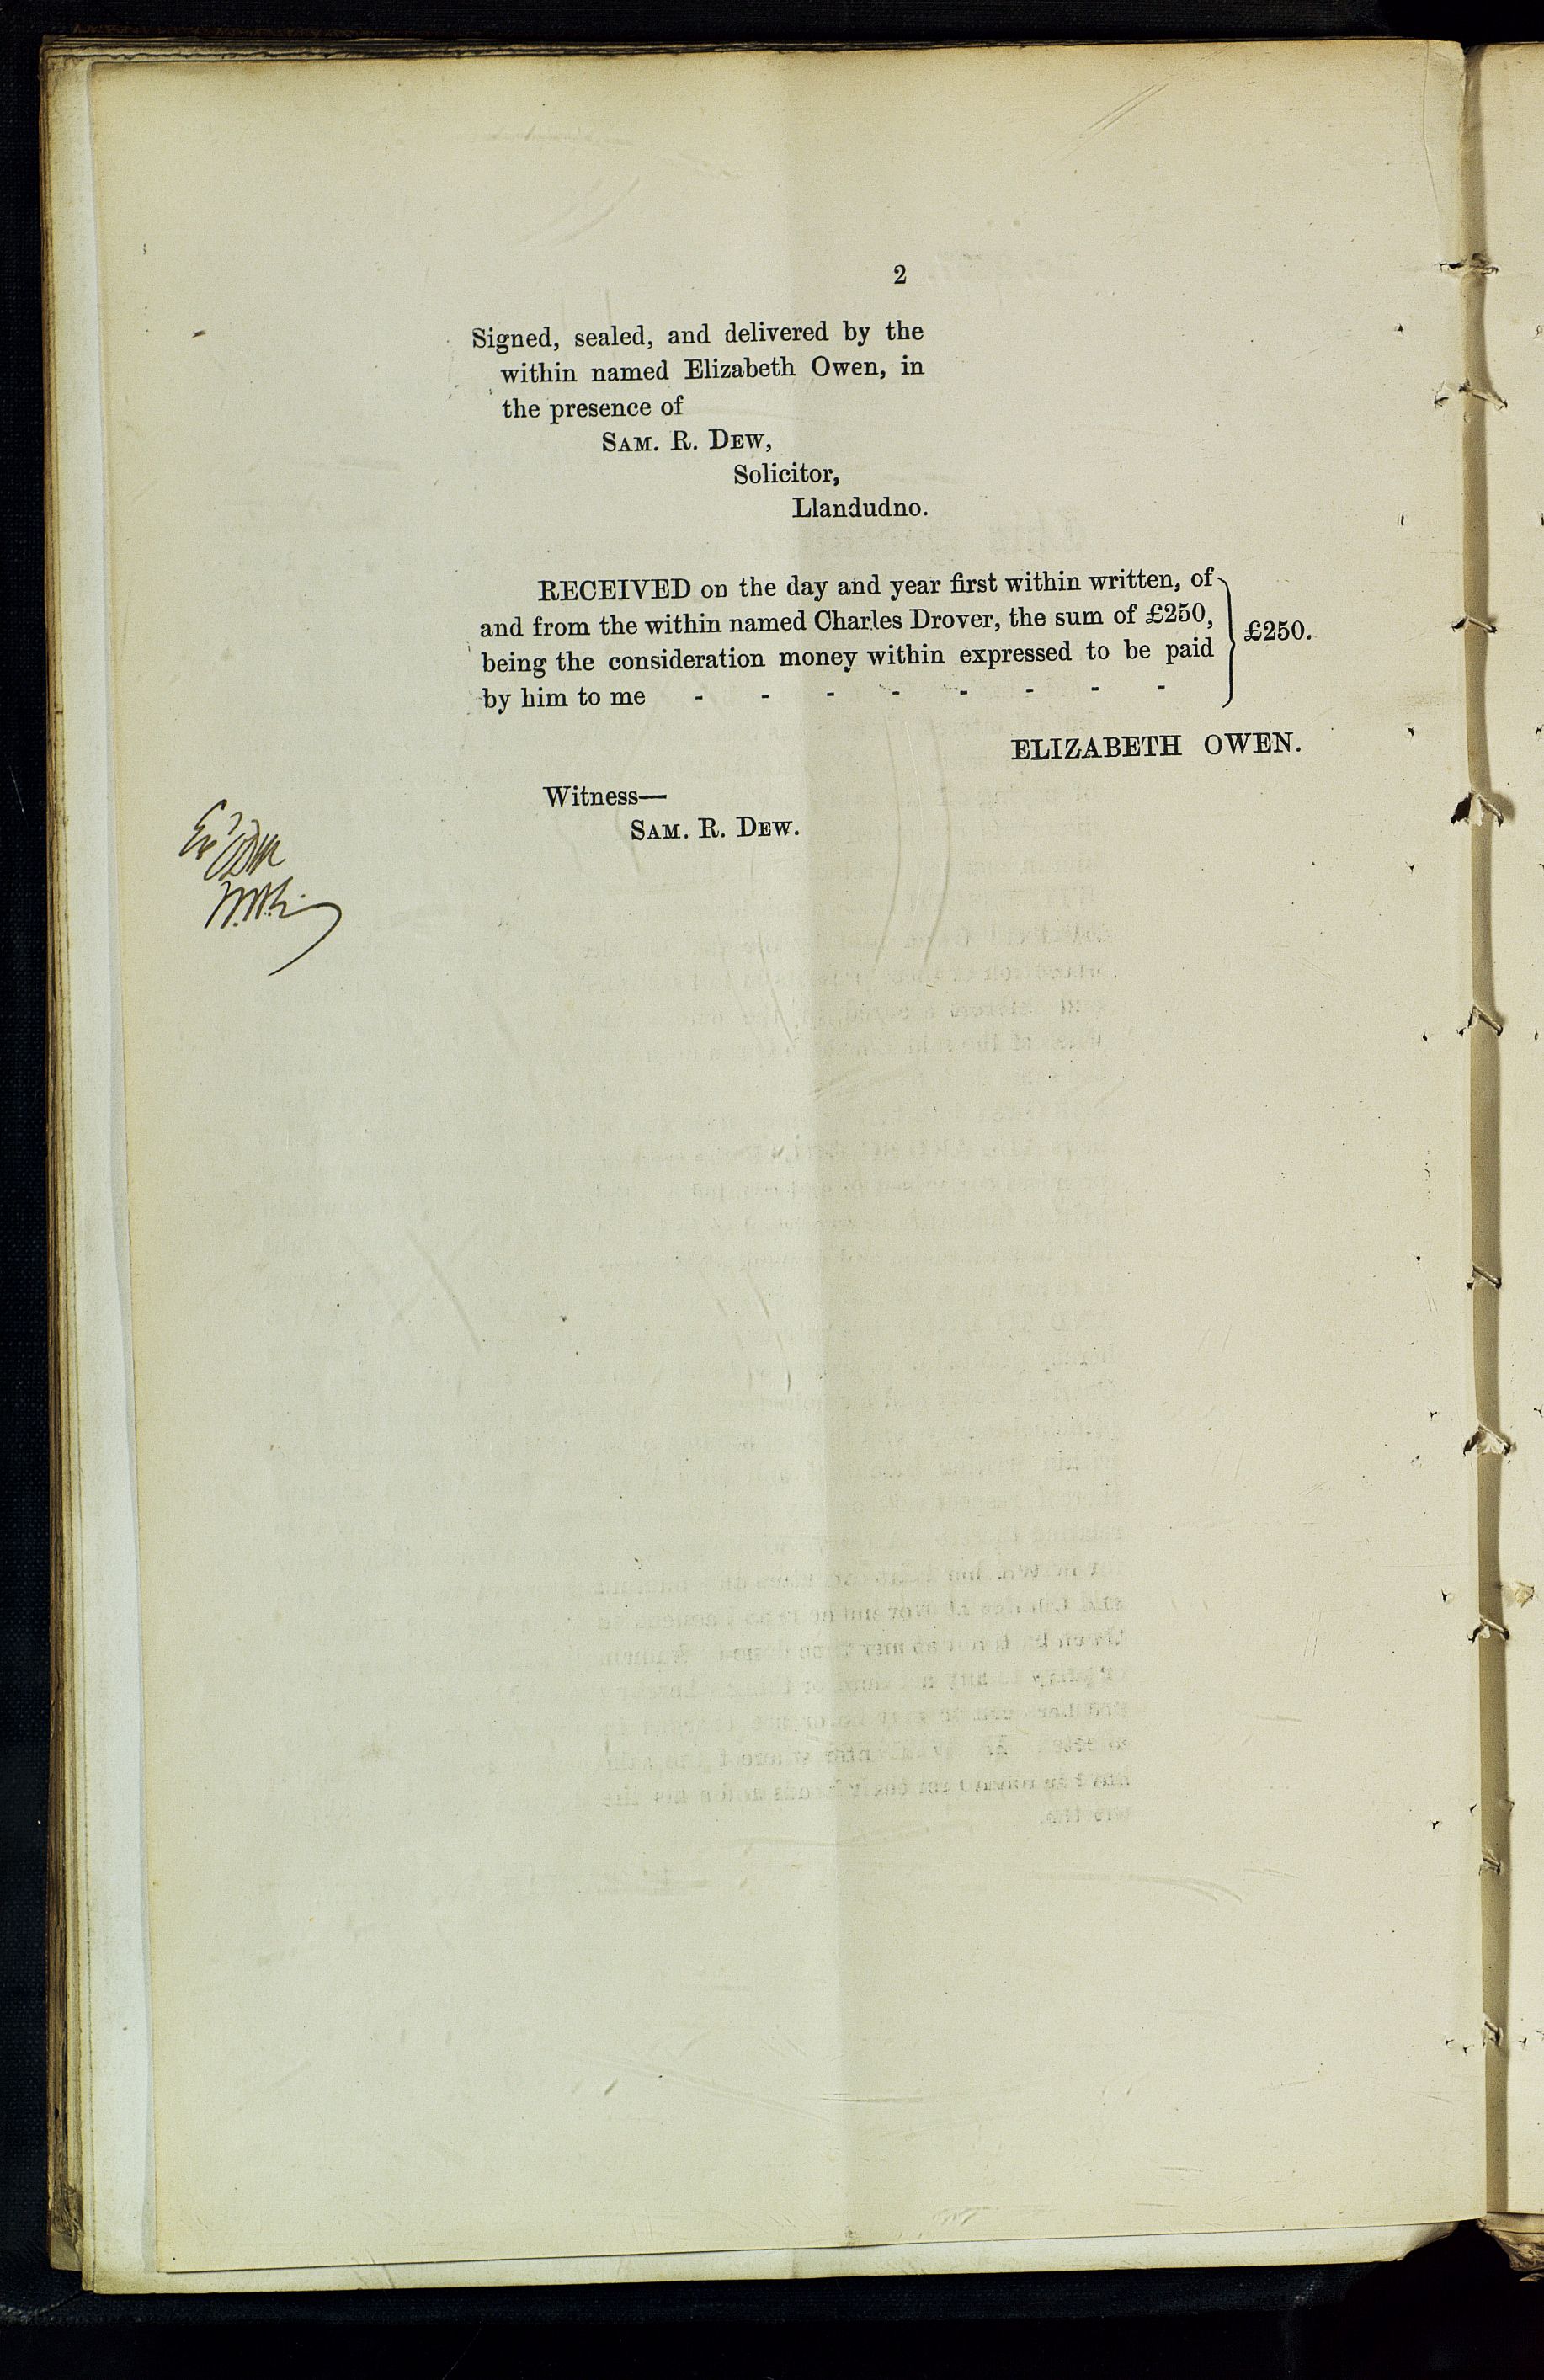 2
Signed, sealed, and delivered by the
within named Elizabeth Owen, in
the presence of
SAM. R. DEW,
Solicitor,
Llandudno.
RECEIVED on the day and year first within written, of
and from the within named Charles Drover, the sum of £250,
being the consideration money within expressed to be paid
by him to me - - - - - - - -
£250.
ELIZABETH OWEN.
Witness—
SAM. R. DEW.